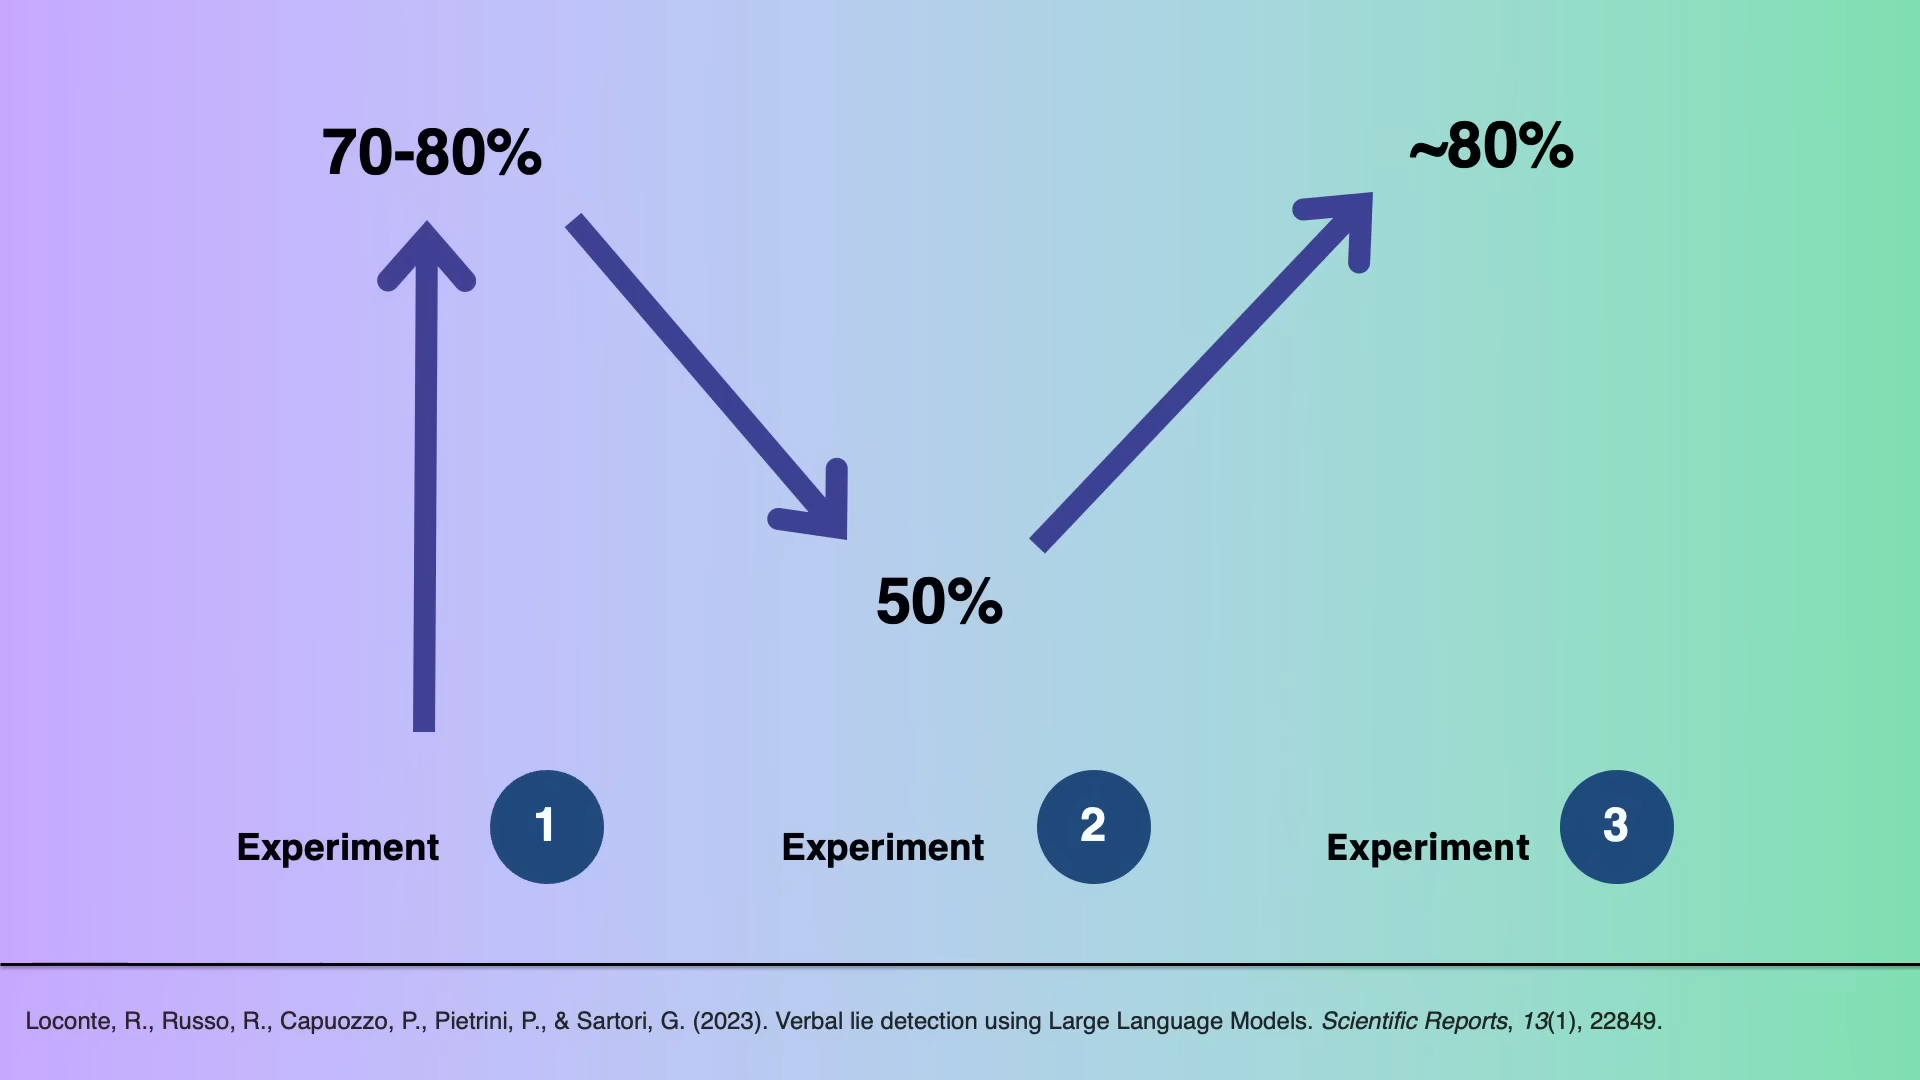 70-80%
~80%
50%
Experiment 1
Experiment 2
Experiment 3
Loconte, R., Russo, R., Capuozzo, P., Pietrini, P., & Sartori, G. (2023). Verbal lie detection using Large Language Models. Scientific Reports, 13(1), 22849.